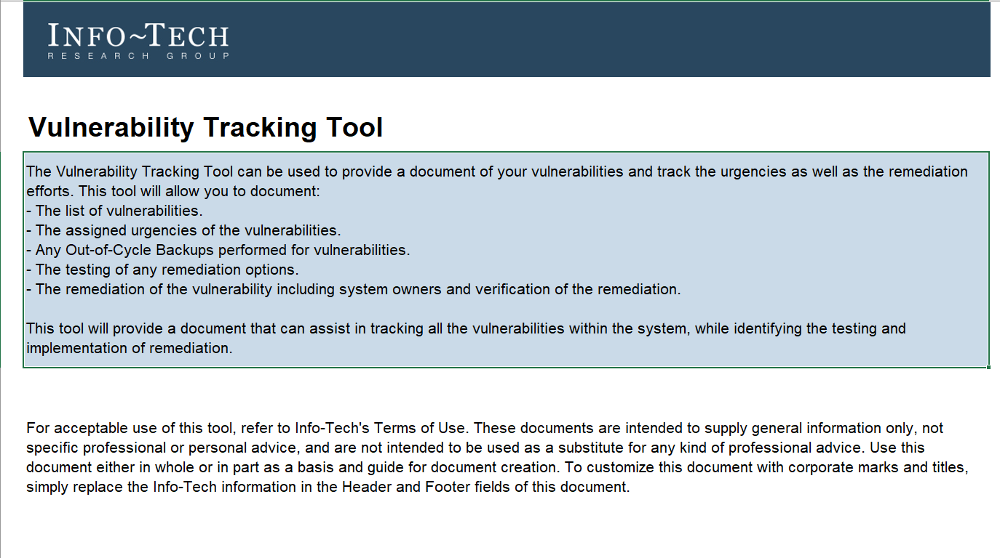 INFO~TECH
RESEARCH GROUP
Vulnerability Tracking Tool
The Vulnerability Tracking Tool can be used to provide a document of your vulnerabilities and track the urgencies as well as the remediation
efforts. This tool will allow you to document:
- The list of vulnerabilities.
- The assigned urgencies of the vulnerabilities.
- Any Out-of-Cycle Backups performed for vulnerabilities.
- The testing of any remediation options.
- The remediation of the vulnerability including system owners and verification of the remediation.
This tool will provide a document that can assist in tracking all the vulnerabilities within the system, while identifying the testing and
implementation of remediation.
For acceptable use of this tool, refer to Info-Tech's Terms of Use. These documents are intended to supply general information only, not
specific professional or personal advice, and are not intended to be used as a substitute for any kind of professional advice. Use this
document either in whole or in part as a basis and guide for document creation. To customize this document with corporate marks and titles,
simply replace the Info-Tech information in the Header and Footer fields of this document.